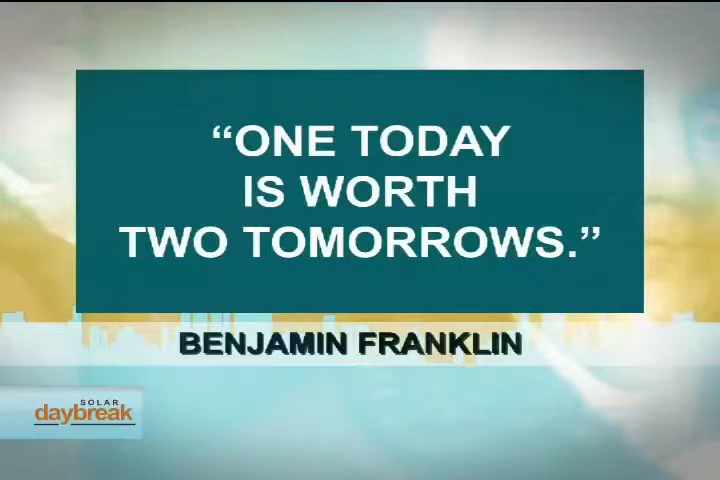 “ONE TODAY
IS WORTH
TWO TOMORROWS.”
BENJAMIN FRANKLIN
SOLAR
daybreak